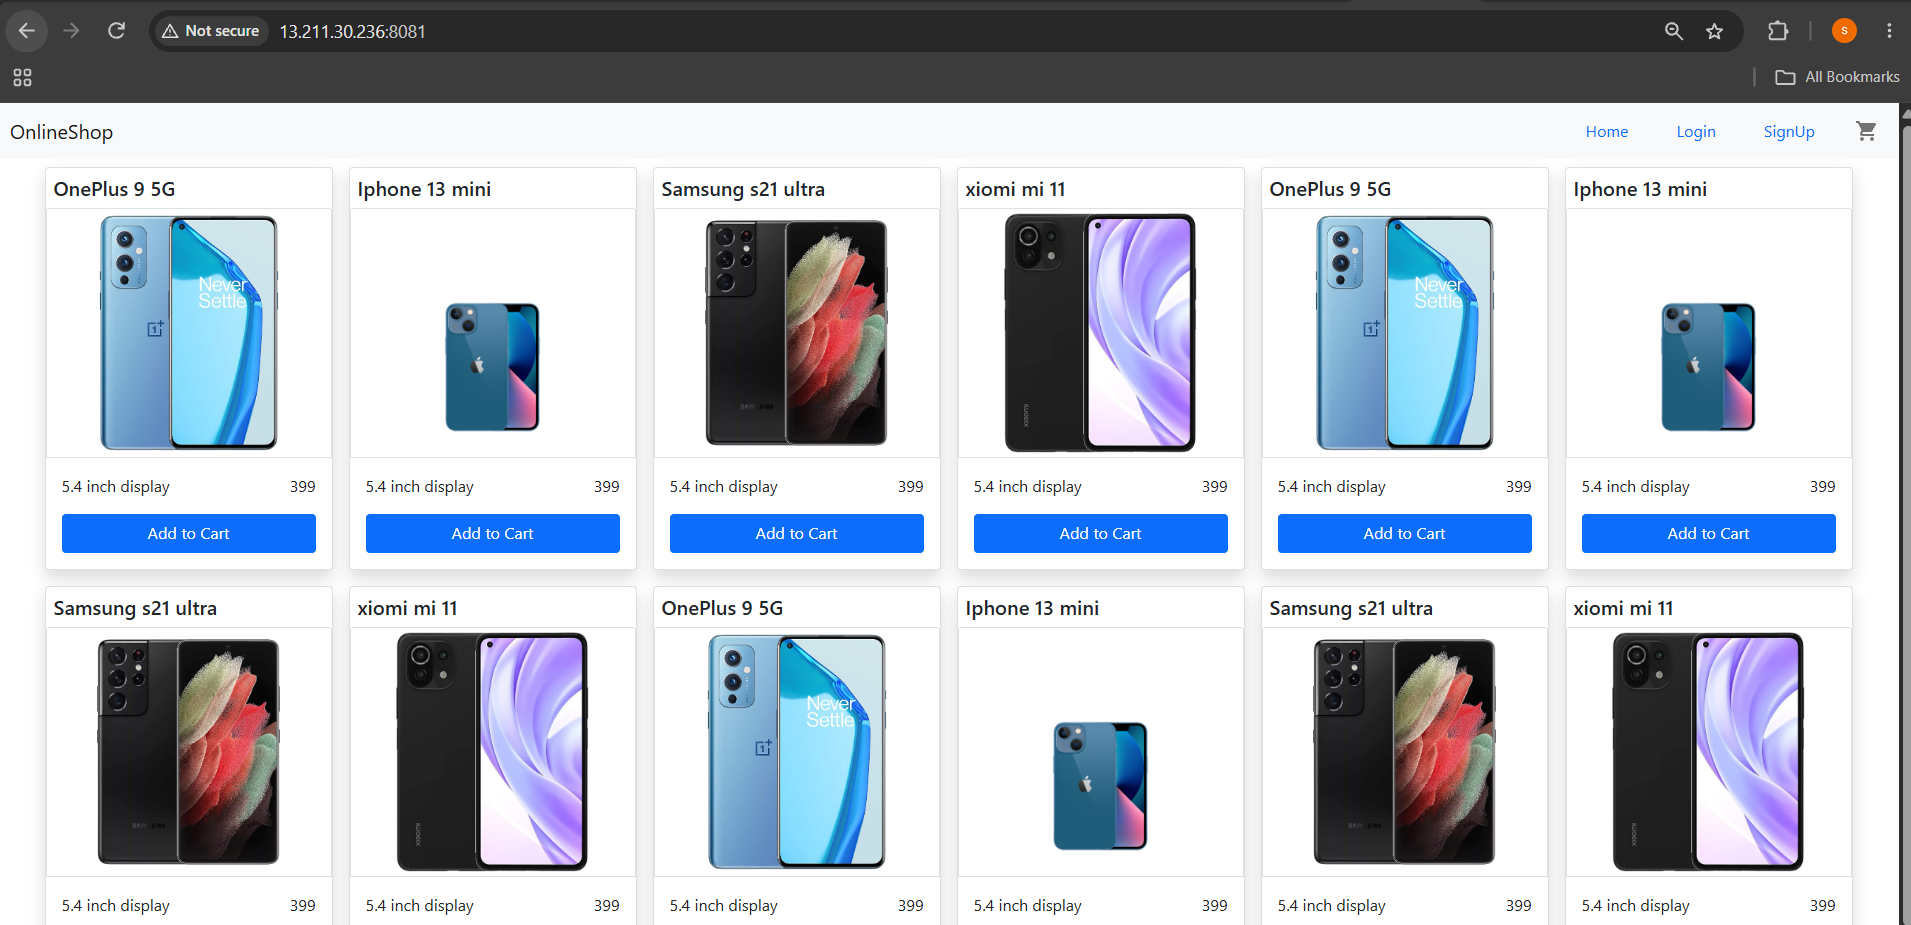 Not secure 13.211.30.236:8081
s
All Bookmarks
OnlineShop Home Login SignUp
OnePlus 9 5G Iphone 13 mini Samsung s21 ultra xiomi mi 11 OnePlus 9 5G Iphone 13 mini
Never Never
Settle Settle
SAMSUNG
XIAOMI
5.4 inch display 399 5.4 inch display 399 5.4 inch display 399 5.4 inch display 399 5.4 inch display 399 5.4 inch display 399
Add to Cart Add to Cart Add to Cart Add to Cart Add to Cart Add to Cart
Samsung s21 ultra xiomi mi 11 OnePlus 9 5G Iphone 13 mini Samsung s21 ultra xiomi mi 11
Never
Settle
SAMSUNG SAMSUNG
XIAOMI XIAOMI
5.4 inch display 399 5.4 inch display 399 5.4 inch display 399 5.4 inch display 399 5.4 inch display 399 5.4 inch display 399